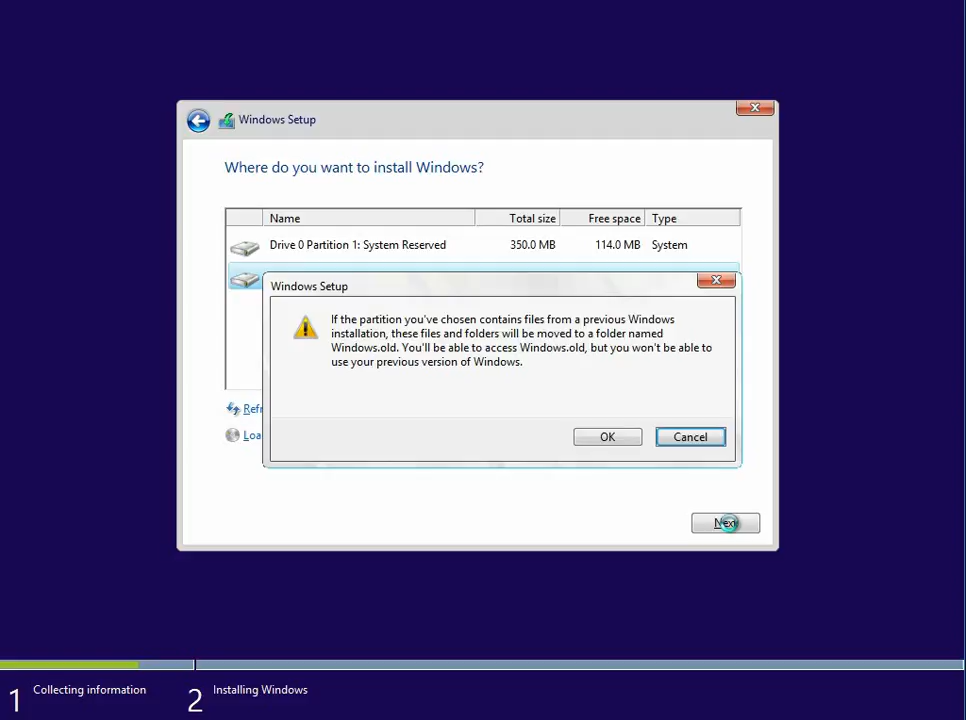 Windows Setup
Where do you want to install Windows?
Name Total size Free space Type
Drive 0 Partition 1: System Reserved 350.0 MB 114.0 MB System
Windows Setup
If the partition you've chosen contains files from a previous Windows
installation, these files and folders will be moved to a folder named
Windows.old. You'll be able to access Windows.old, but you won't be able to
use your previous version of Windows.
Refr
Loa
OK Cancel
Next
1 Collecting information 2 Installing Windows